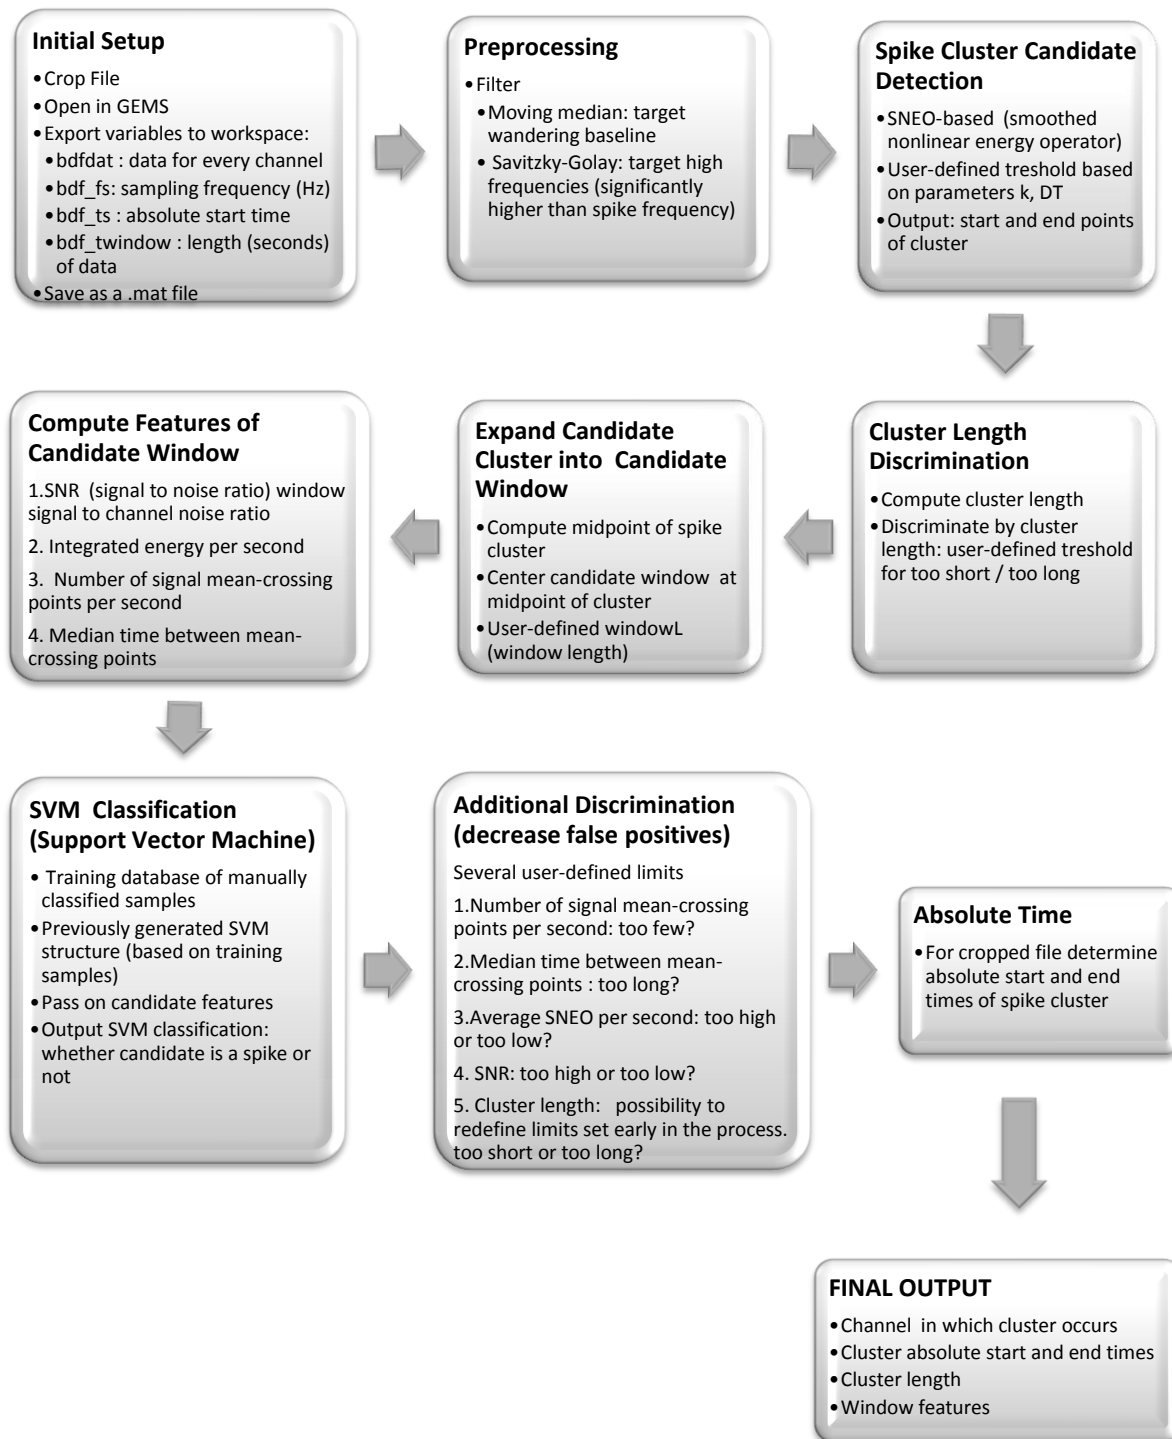 Initial Setup
•Crop File
•Open in GEMS
•Export variables to workspace:
•bdfdat : data for every channel
•bdf_fs: sampling frequency (Hz)
•bdf_ts : absolute start time
•bdf_twindow : length (seconds)
of data
•Save as a .mat file
Preprocessing
•Filter
•Moving median: target
wandering baseline
• Savitzky-Golay: target high
frequencies (significantly
higher than spike frequency)
Spike Cluster Candidate
Detection
•SNEO-based (smoothed
nonlinear energy operator)
•User-defined treshold based
on parameters k, DT
•Output: start and end points
of cluster
Cluster Length
Discrimination
•Compute cluster length
•Discriminate by cluster
length: user-defined treshold
for too short / too long
Expand Candidate
Cluster into Candidate
Window
•Compute midpoint of spike
cluster
•Center candidate window at
midpoint of cluster
•User-defined windowL
(window length)
Compute Features of
Candidate Window
1.SNR (signal to noise ratio) window
signal to channel noise ratio
2. Integrated energy per second
3. Number of signal mean-crossing
points per second
4. Median time between mean-
crossing points
SVM Classification
(Support Vector Machine)
• Training database of manually
classified samples
•Previously generated SVM
structure (based on training
samples)
•Pass on candidate features
•Output SVM classification:
whether candidate is a spike or
not
Additional Discrimination
(decrease false positives)
Several user-defined limits
1.Number of signal mean-crossing
points per second: too few?
2.Median time between mean-
crossing points : too long?
3.Average SNEO per second: too high
or too low?
4. SNR: too high or too low?
5. Cluster length: possibility to
redefine limits set early in the process.
too short or too long?
Absolute Time
•For cropped file determine
absolute start and end
times of spike cluster
FINAL OUTPUT
•Channel in which cluster occurs
•Cluster absolute start and end times
•Cluster length
•Window features